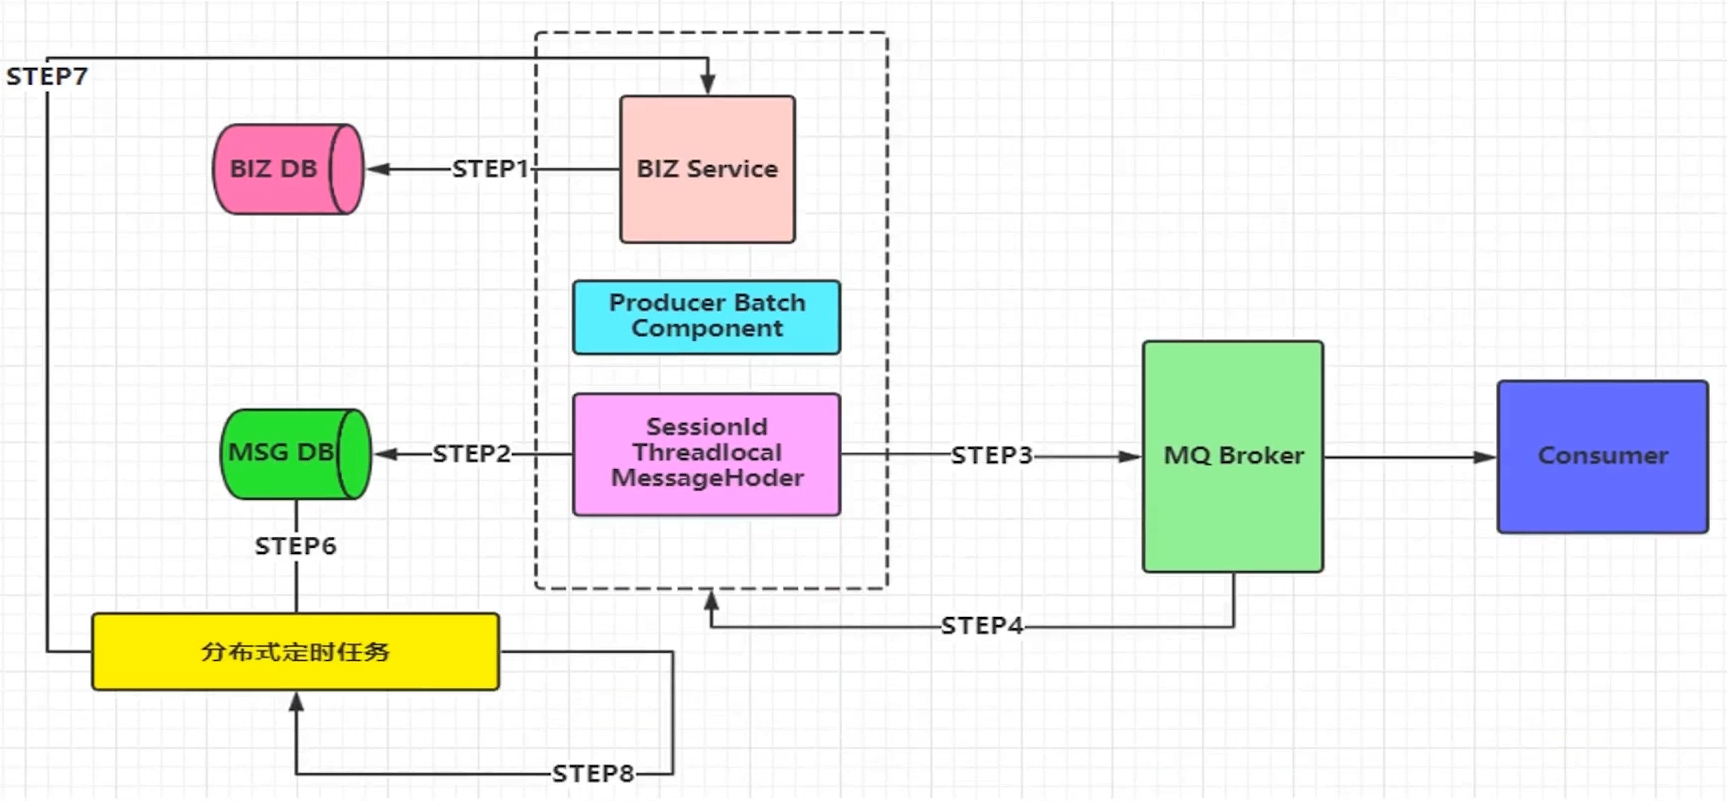 STEP7
BIZ DB
STEP1
BIZ Service
Producer Batch
Component
MSG DB
STEP2
SessionId
Threadlocal
MessageHoder
STEP3
MQ Broker
Consumer
STEP6
STEP4
分布式定时任务
STEP8